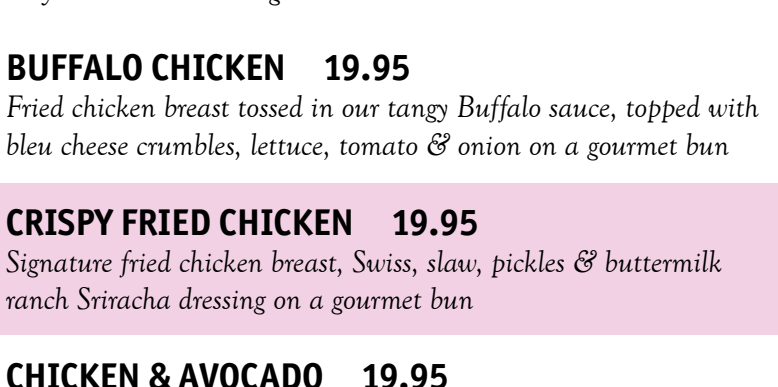 BUFFALO CHICKEN 19.95
Fried chicken breast tossed in our tangy Buffalo sauce, topped with
bleu cheese crumbles, lettuce, tomato & onion on a gourmet bun
CRISPY FRIED CHICKEN 19.95
Signature fried chicken breast, Swiss, slaw, pickles & buttermilk
ranch Sriracha dressing on a gourmet bun
CHICKEN & AVOCADO 19.95